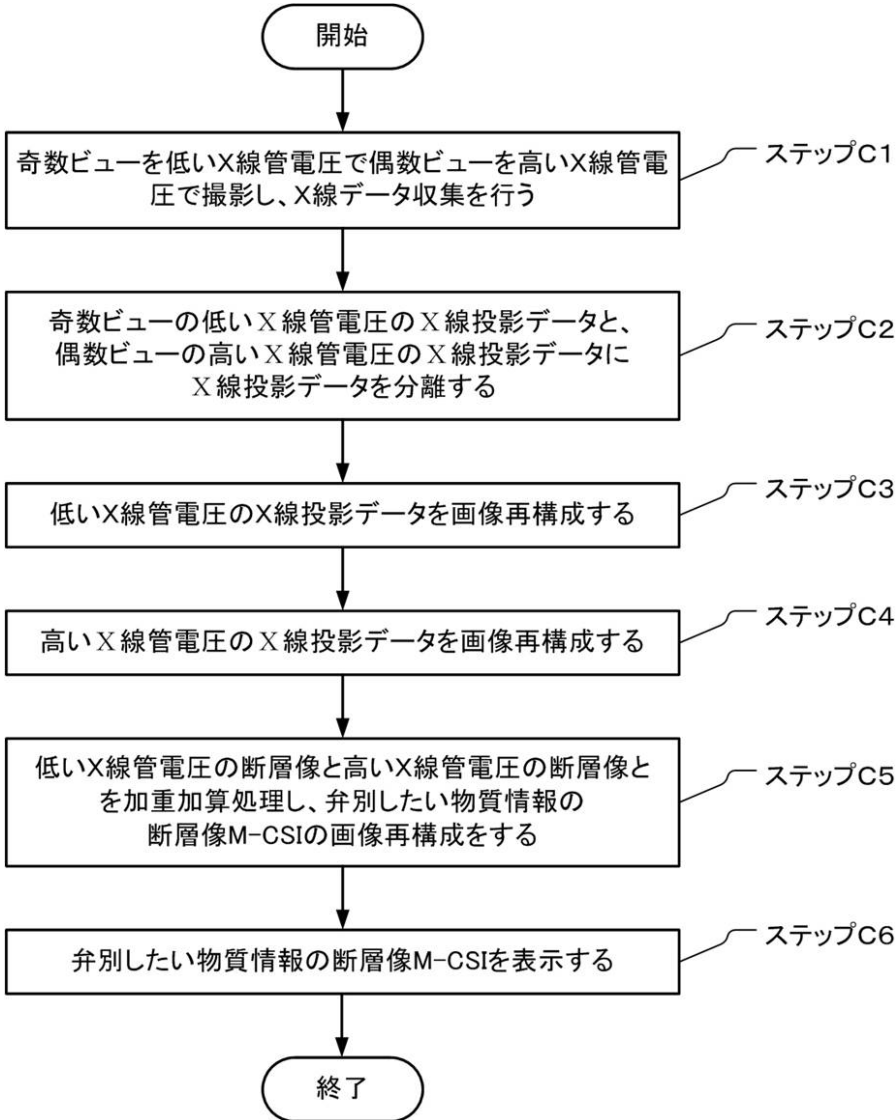 開始
奇数ビューを低いX線管電圧で偶数ビューを高いX線管電
圧で撮影し、X線データ収集を行う
ステップC1
奇数ビューの低いX線管電圧のX線投影データと、
偶数ビューの高いX線管電圧のX線投影データに
X線投影データを分離する
ステップC2
低いX線管電圧のX線投影データを画像再構成する
ステップC3
高いX線管電圧のX線投影データを画像再構成する
ステップC4
低いX線管電圧の断層像と高いX線管電圧の断層像と
を加重加算処理し、弁別したい物質情報の
断層像M-CSIの画像再構成をする
ステップC5
弁別したい物質情報の断層像M-CSIを表示する
ステップC6
終了